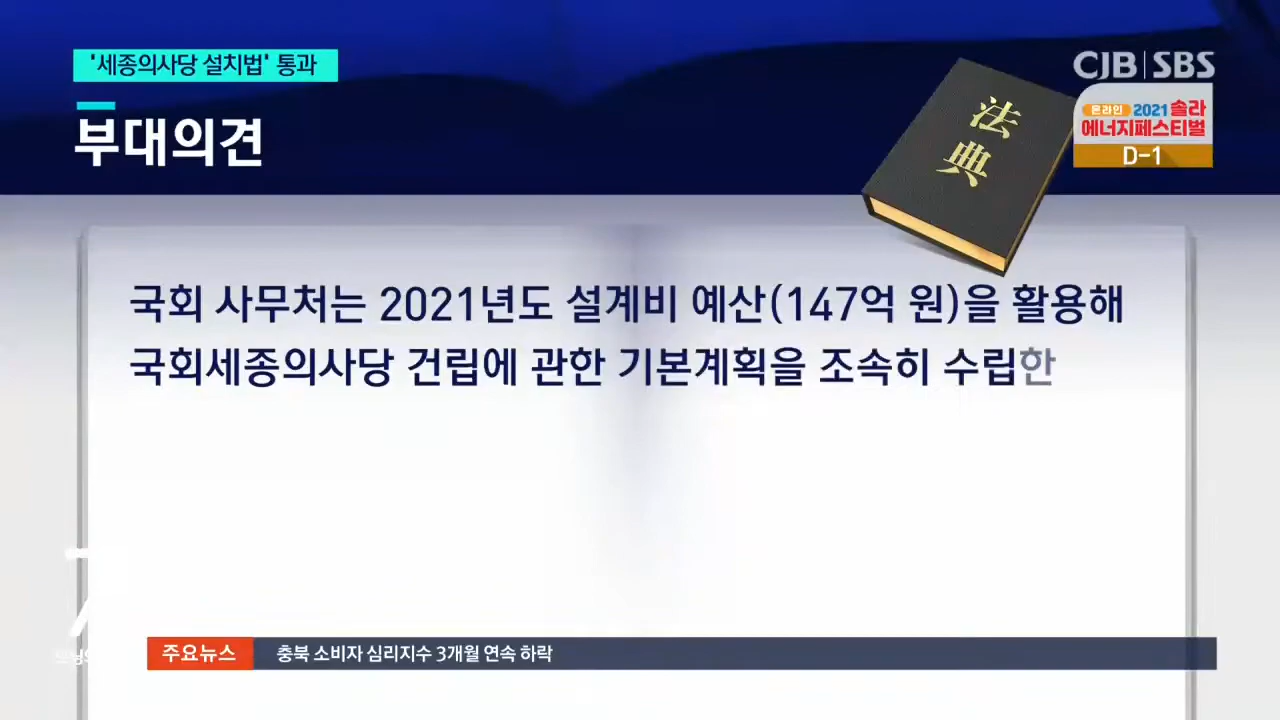 '세종의사당 설치법' 통과
부대의견
CJB SBS
온라인 2021 솔라
에너지페스티벌
D-1
法典
국회 사무처는 2021년도 설계비 예산(147억 원)을 활용해
국회세종의사당 건립에 관한 기본계획을 조속히 수립한
7
주요뉴스 충북 소비자 심리지수 3개월 연속 하락